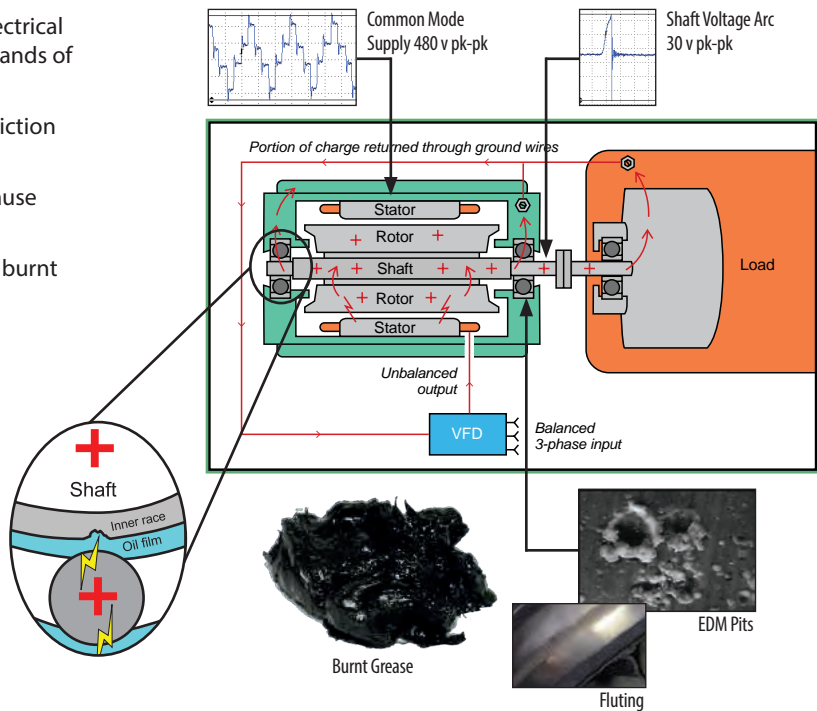 ectrical
ands of
iction
ause
burnt
Common Mode
Supply 480 v pk-pk
Shaft Voltage Arc
30 v pk-pk
Portion of charge returned through ground wires
Stator
Rotor
Shaft
Rotor
Stator
Load
Unbalanced
output
VFD
Balanced
3-phase input
Shaft
Inner race
Oil film
Burnt Grease
EDM Pits
Fluting